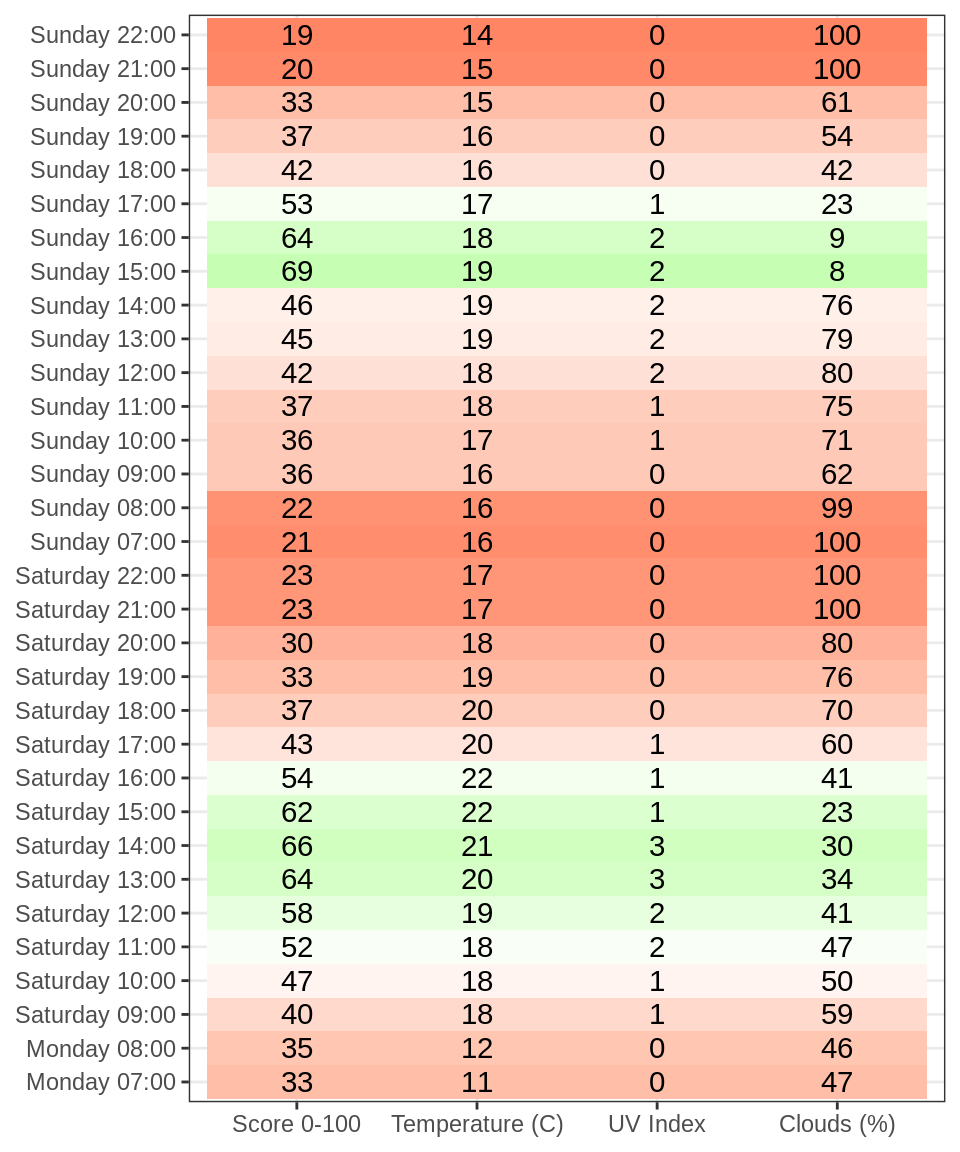 Sunday 22:00 19 14 0 100
Sunday 21:00 20 15 0 100
Sunday 20:00 33 15 0 61
Sunday 19:00 37 16 0 54
Sunday 18:00 42 16 0 42
Sunday 17:00 53 17 1 23
Sunday 16:00 64 18 2 9
Sunday 15:00 69 19 2 8
Sunday 14:00 46 19 2 76
Sunday 13:00 45 19 2 79
Sunday 12:00 42 18 2 80
Sunday 11:00 37 18 1 75
Sunday 10:00 36 17 1 71
Sunday 09:00 36 16 0 62
Sunday 08:00 22 16 0 99
Sunday 07:00 21 16 0 100
Saturday 22:00 23 17 0 100
Saturday 21:00 23 17 0 100
Saturday 20:00 30 18 0 80
Saturday 19:00 33 19 0 76
Saturday 18:00 37 20 0 70
Saturday 17:00 43 20 1 60
Saturday 16:00 54 22 1 41
Saturday 15:00 62 22 1 23
Saturday 14:00 66 21 3 30
Saturday 13:00 64 20 3 34
Saturday 12:00 58 19 2 41
Saturday 11:00 52 18 2 47
Saturday 10:00 47 18 1 50
Saturday 09:00 40 18 1 59
Monday 08:00 35 12 0 46
Monday 07:00 33 11 0 47
Score 0-100 Temperature (C) UV Index Clouds (%)